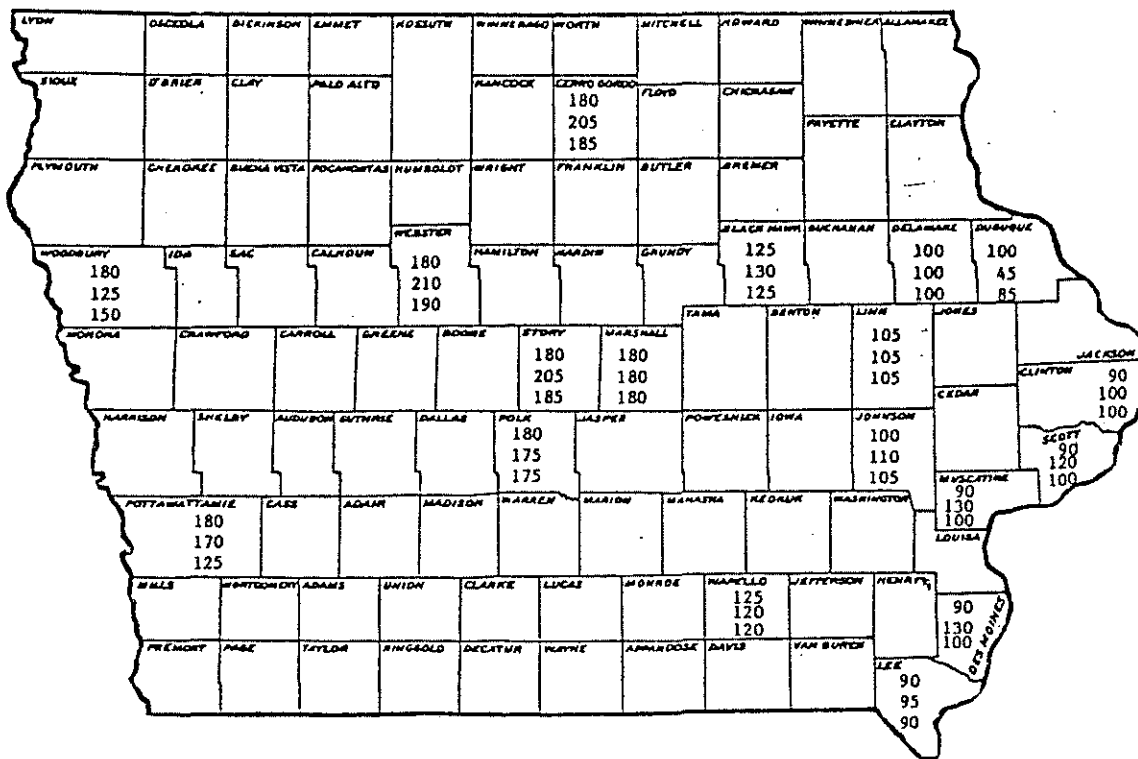 LYON OSCEOLA DICKINSON EMMET KOSSUTH WINNEBAGO WORTH MITCHELL HOWARD WINNESHIEK ALLAMAKEE
SIOUX O'BRIEN CLAY PALO ALTO HANCOCK CERRO GORDO FLOYD CHICKASAW
180
205
185
FAYETTE CLAYTON
PLYMOUTH CHEROKEE BUENA VISTA POCAHONTAS HUMBOLDT WRIGHT FRANKLIN BUTLER BREMER
WEBSTER
180
210
190
BLACK HAWK
125
130
125
BUCHANAN
DELAWARE
100
100
100
DUBUQUE
100
45
85
WOODBURY
180
125
150
IDA SAC CALHOUN HAMILTON HARDIN GRUNDY
TAMA BENTON
LINN
105
105
105
JONES
JACKSON
MONONA CRAWFORD CARROLL GREENE BOONE
STORY
180
205
185
MARSHALL
180
180
180
CLINTON
90
100
100
CEDAR
HARRISON SHELBY AUDUBON GUTHRIE DALLAS
POLK
180
175
175
JASPER POWESHIEK IOWA
JOHNSON
100
110
105
SCOTT
90
120
100
MUSCATINE
90
130
100
POTTAWATTAMIE
180
170
125
CASS ADAIR MADISON WARREN MARION MAHASKA KEOKUK WASHINGTON
LOUISA
MILLS MONTGOMERY ADAMS UNION CLARKE LUCAS MONROE
WAPELLO
125
120
120
JEFFERSON HENRY
90
130
100
DES MOINES
FREMONT PAGE TAYLOR RINGGOLD DECATUR WAYNE APPANOOSE DAVIS VAN BUREN
LEE
90
95
90